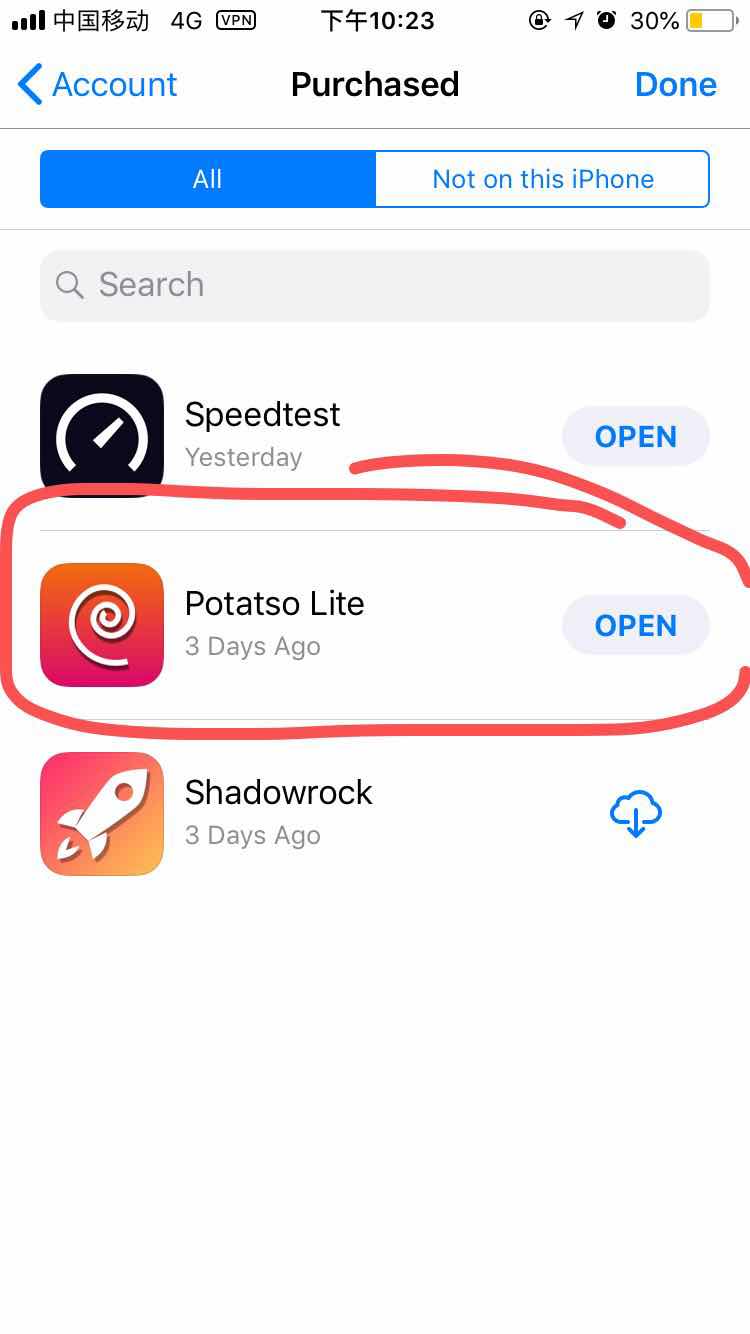 中国移动 4G VPN 下午10:23 30%
Account Purchased Done
All Not on this iPhone
Search
Speedtest
Yesterday
OPEN
Potatso Lite
3 Days Ago
OPEN
Shadowrock
3 Days Ago